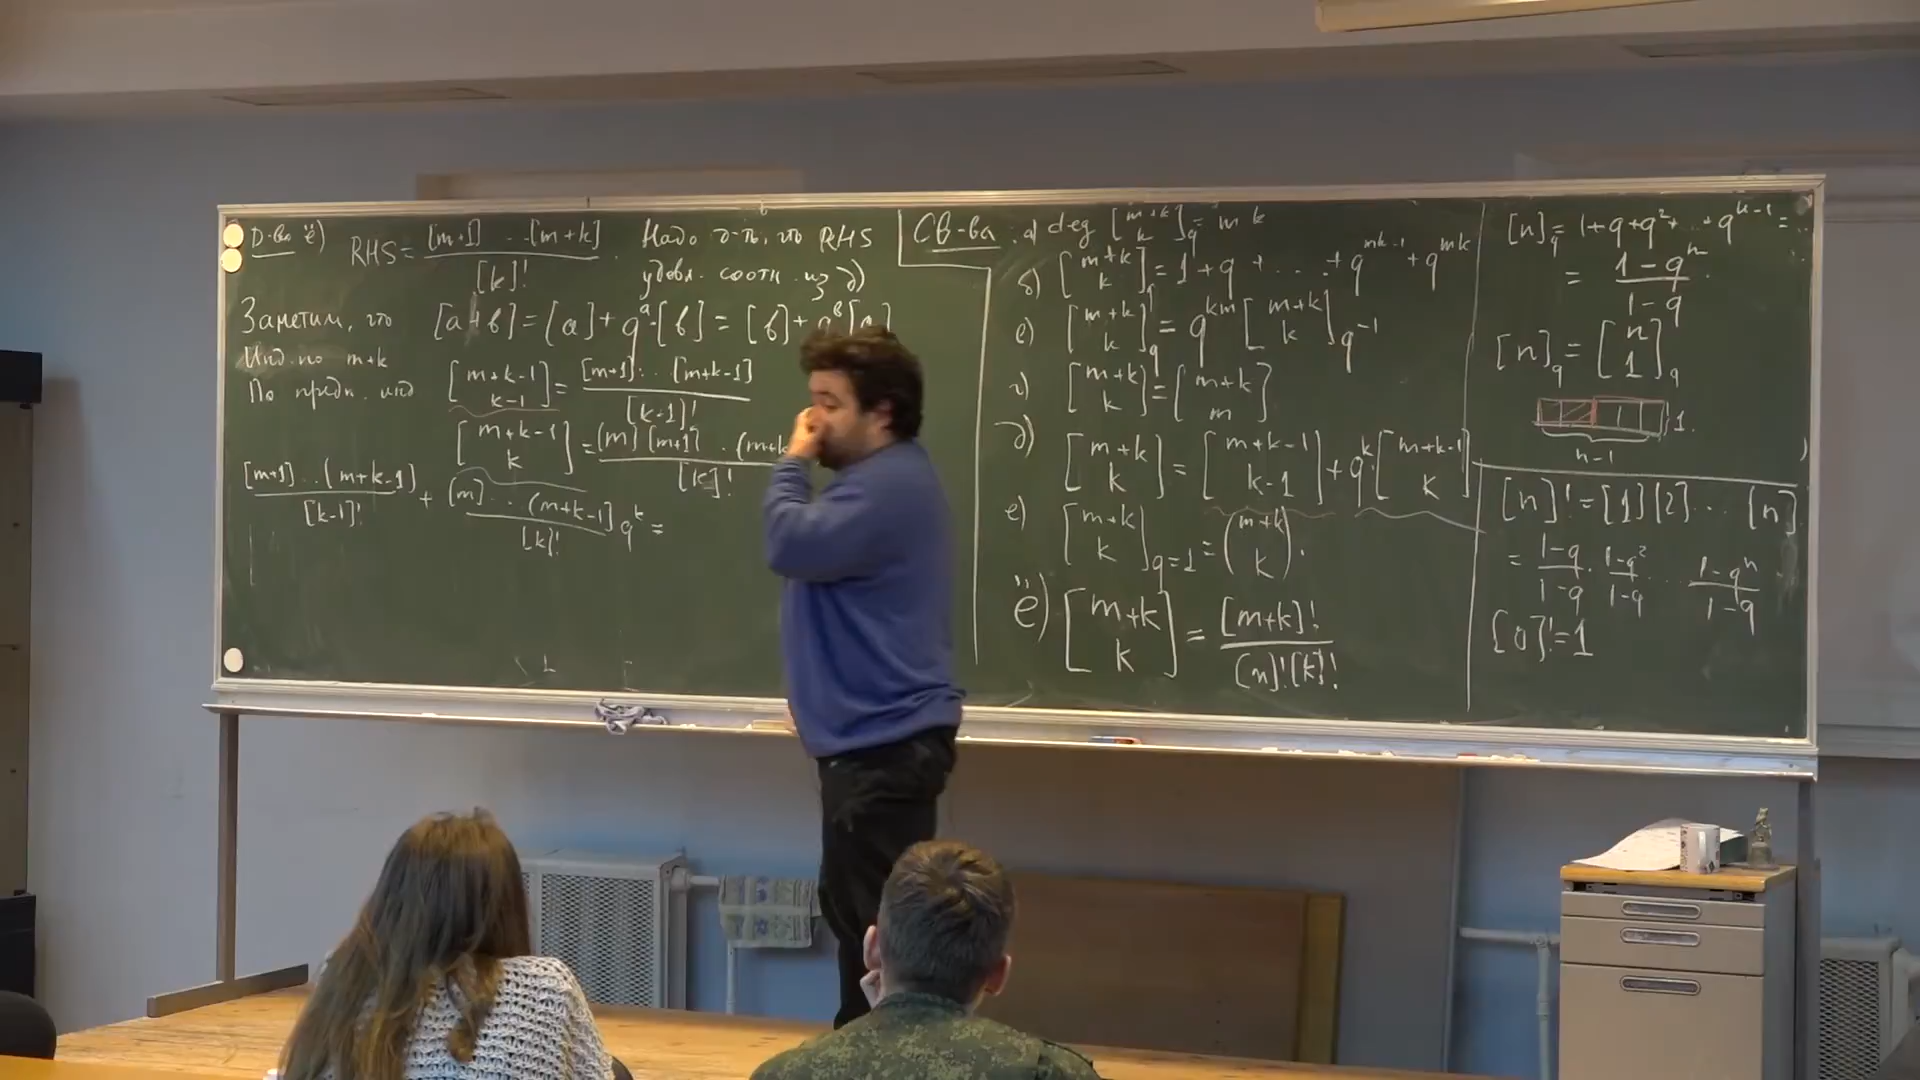 Д-во ё) RHS = [m+1] ... [m+k] / [k]! . Надо д-ть, что RHS
удовл. соотн. из д)
Заметим, что [a+b] = [a] + q^a·[b] = [b] + q^b[a]
Инд. по m+k
По предп. инд [m+k-1 / k-1] = [m+1] ... [m+k-1] / [k-1]!
[m+k-1 / k] = [m] [m+1] ... [m+k / [k]!
[m+1] ... [m+k-1] / [k-1]! + [m] ... [m+k-1] / [k]! q^k =
Св-ва: а) deg [m+k / k]_q = mk
б) [m+k / k]_q = 1 + q + ... + q^{mk-1} + q^{mk}
в) [m+k / k]_q = q^{km} [m+k / k]_{q^{-1}}
г) [m+k / k] = [m+k / m]
д) [m+k / k] = [m+k-1 / k-1] + q^k·[m+k-1 / k]
е) [m+k / k]_{q=1} = (m+k / k).
ё) [m+k / k] = [m+k]! / [m]![k]!
[n]_q = 1+q+q^2+...+q^{n-1} =
= 1-q^n / 1-q
[n]_q = [n / 1]_q
1.
n-1
[n]! = [1][2] ... [n]
= 1-q / 1-q · 1-q^2 / 1-q ... 1-q^n / 1-q
[0]! = 1